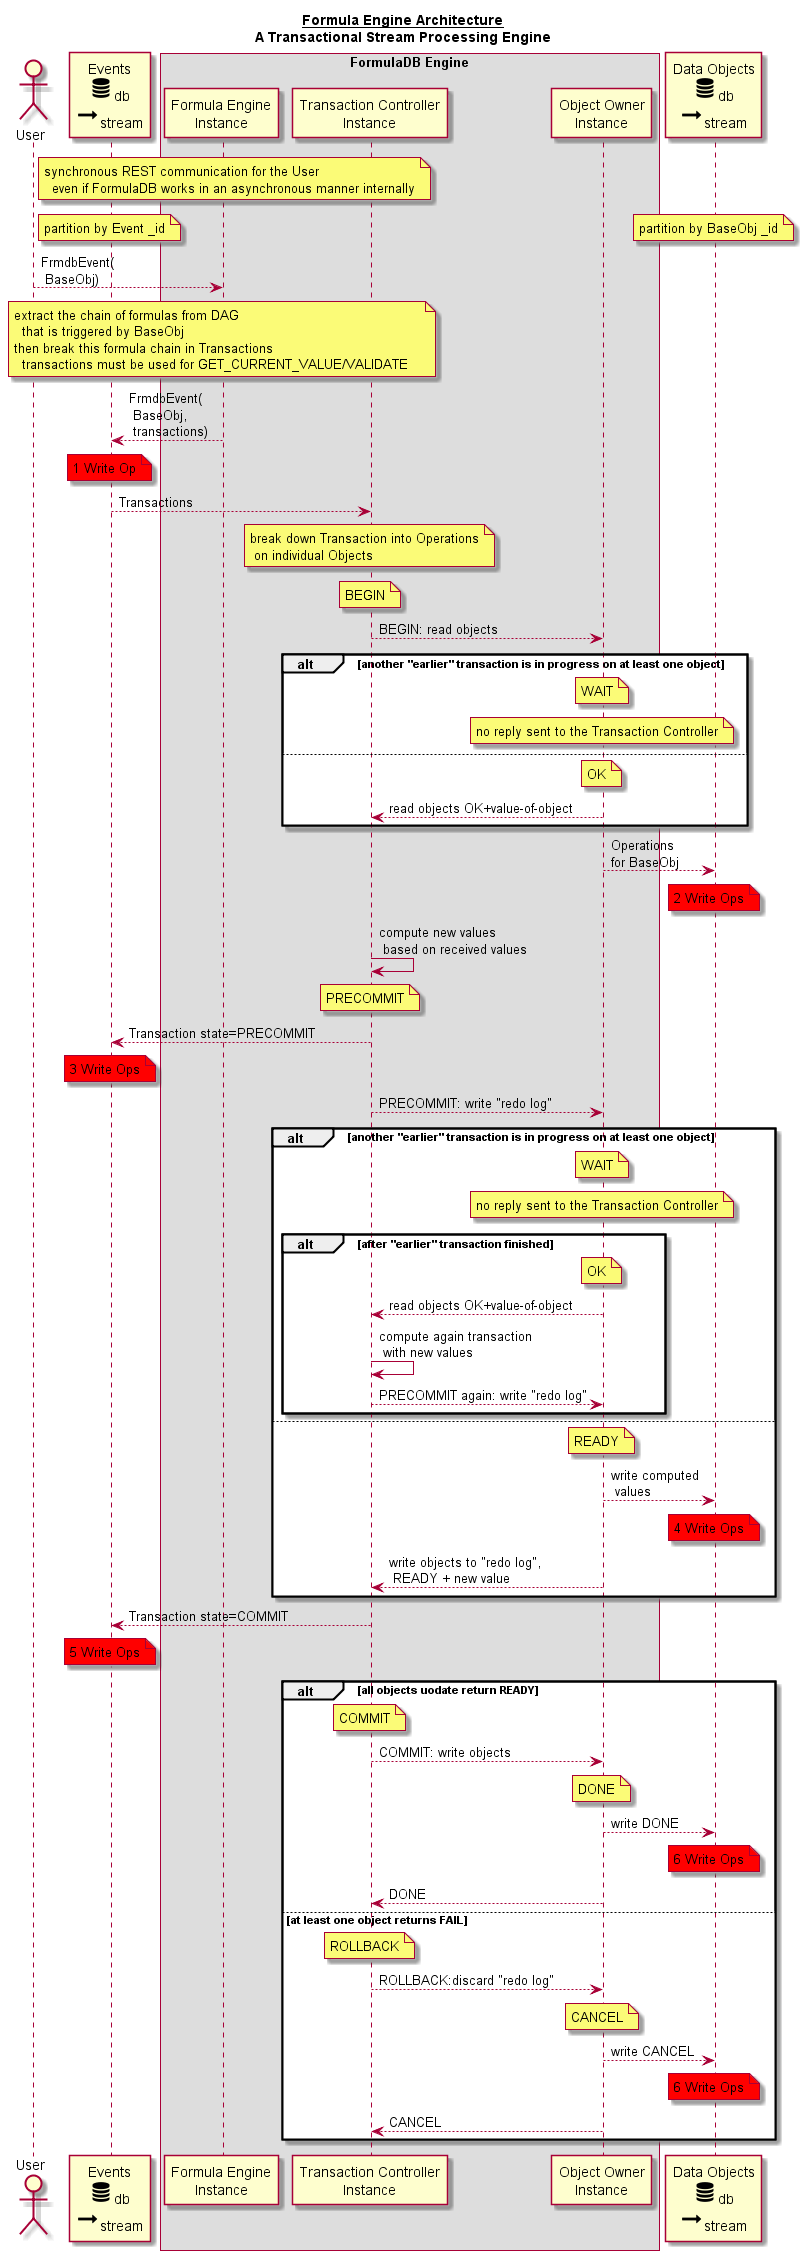 Formula Engine Architecture
A Transactional Stream Processing Engine
FormulaDB Engine
User
Events
db
stream
Formula Engine
Instance
Transaction Controller
Instance
Object Owner
Instance
Data Objects
db
stream
synchronous REST communication for the User
even if FormulaDB works in an asynchronous manner internally
partition by Event _id
partition by BaseObj _id
FrmdbEvent(
BaseObj)
extract the chain of formulas from DAG
that is triggered by BaseObj
then break this formula chain in Transactions
transactions must be used for GET_CURRENT_VALUE/VALIDATE
FrmdbEvent(
BaseObj,
transactions)
1 Write Op
Transactions
break down Transaction into Operations
on individual Objects
BEGIN
BEGIN: read objects
alt [another "earlier" transaction is in progress on at least one object]
WAIT
no reply sent to the Transaction Controller
OK
read objects OK+value-of-object
Operations
for BaseObj
2 Write Ops
compute new values
based on received values
PRECOMMIT
Transaction state=PRECOMMIT
3 Write Ops
PRECOMMIT: write "redo log"
alt [another "earlier" transaction is in progress on at least one object]
WAIT
no reply sent to the Transaction Controller
alt [after "earlier" transaction finished]
OK
read objects OK+value-of-object
compute again transaction
with new values
PRECOMMIT again: write "redo log"
READY
write computed
values
4 Write Ops
write objects to "redo log",
READY + new value
Transaction state=COMMIT
5 Write Ops
alt [all objects uodate return READY]
COMMIT
COMMIT: write objects
DONE
write DONE
6 Write Ops
DONE
[at least one object returns FAIL]
ROLLBACK
ROLLBACK:discard "redo log"
CANCEL
write CANCEL
6 Write Ops
CANCEL
User
Events
db
stream
Formula Engine
Instance
Transaction Controller
Instance
Object Owner
Instance
Data Objects
db
stream